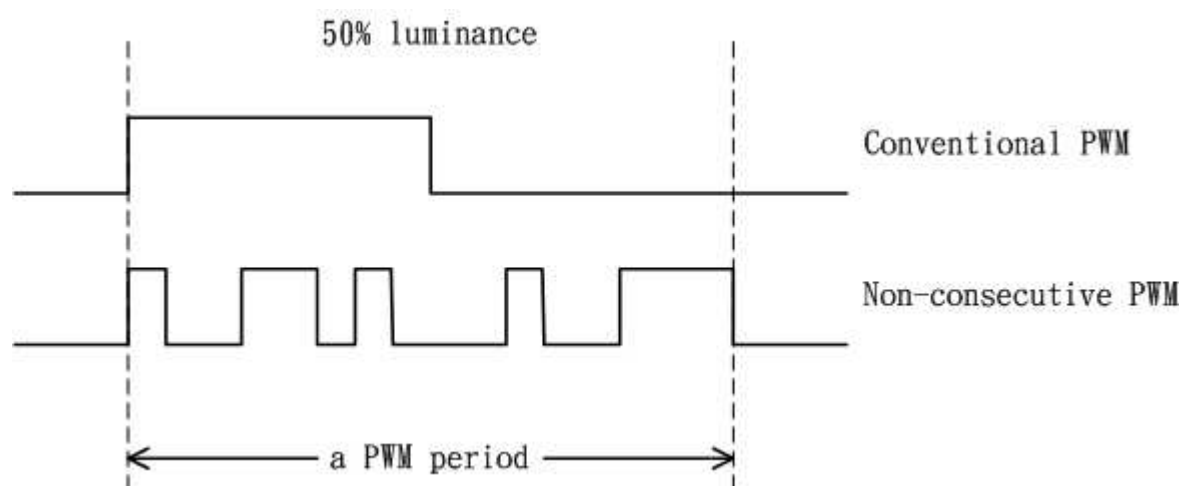 50% luminance
Conventional PWM
Non-consecutive PWM
a PWM period